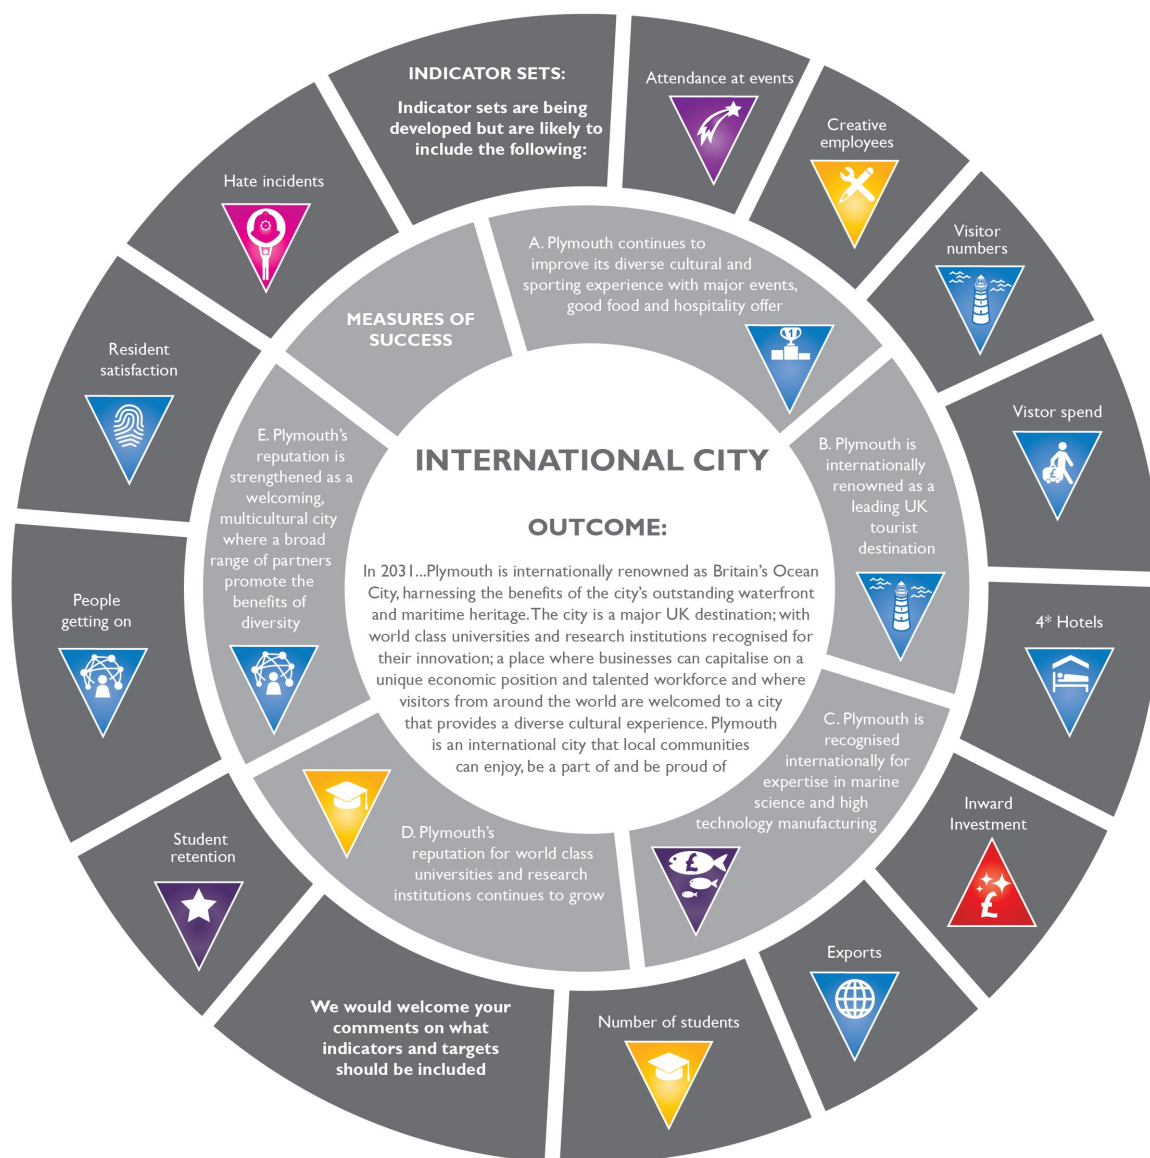 INDICATOR SETS:
Indicator sets are being
developed but are likely to
include the following:
Attendance at events
Creative
employees
Visitor
numbers
Vistor spend
£
4* Hotels
Inward
Investment
£
Exports
Number of students
We would welcome your
comments on what
indicators and targets
should be included
Student
retention
People
getting on
Resident
satisfaction
Hate incidents
MEASURES OF
SUCCESS
A. Plymouth continues to
improve its diverse cultural and
sporting experience with major events,
good food and hospitality offer
1
B. Plymouth is
internationally
renowned as a
leading UK
tourist
destination
C. Plymouth is
recognised
internationally for
expertise in marine
science and high
technology manufacturing
£
D. Plymouth's
reputation for world class
universities and research
institutions continues to grow
E. Plymouth's
reputation is
strengthened as a
welcoming,
multicultural city
where a broad
range of partners
promote the
benefits of
diversity
INTERNATIONAL CITY
OUTCOME:
In 2031...Plymouth is internationally renowned as Britain's Ocean
City, harnessing the benefits of the city's outstanding waterfront
and maritime heritage. The city is a major UK destination; with
world class universities and research institutions recognised for
their innovation; a place where businesses can capitalise on a
unique economic position and talented workforce and where
visitors from around the world are welcomed to a city
that provides a diverse cultural experience. Plymouth
is an international city that local communities
can enjoy, be a part of and be proud of